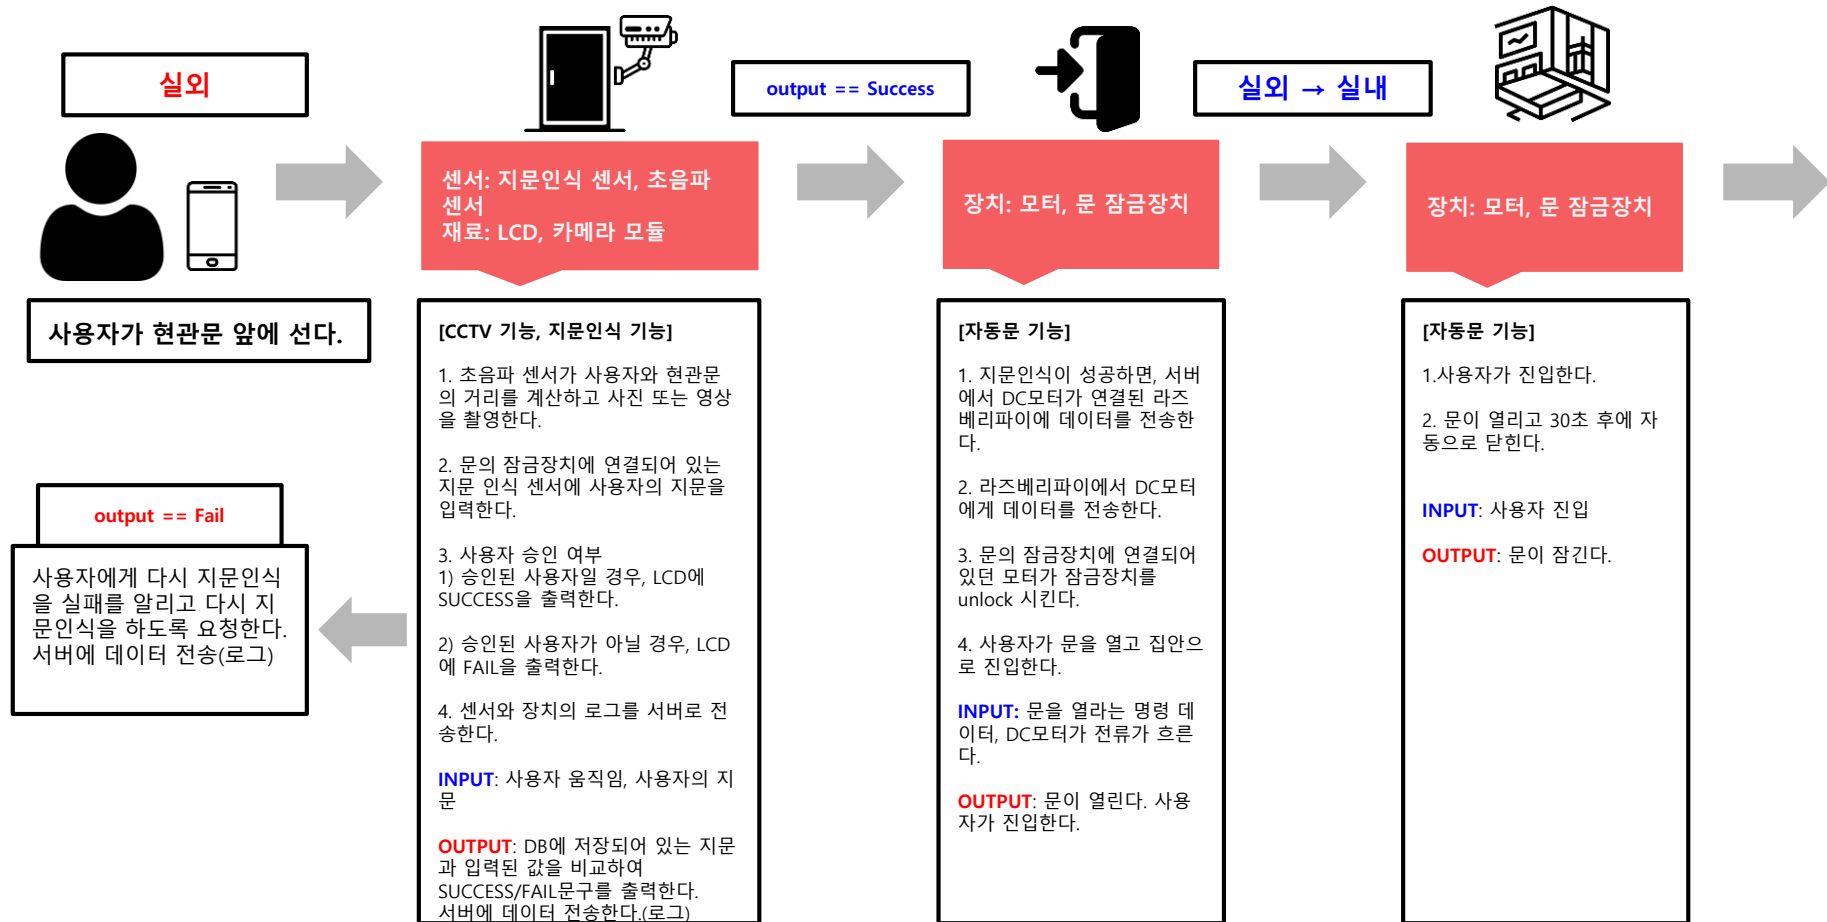 실외
output == Success
실외 → 실내
센서: 지문인식 센서, 초음파
센서
재료: LCD, 카메라 모듈
장치: 모터, 문 잠금장치
장치: 모터, 문 잠금장치
사용자가 현관문 앞에 선다.
[CCTV 기능, 지문인식 기능]
1. 초음파 센서가 사용자와 현관문
의 거리를 계산하고 사진 또는 영상
을 촬영한다.
2. 문의 잠금장치에 연결되어 있는
지문 인식 센서에 사용자의 지문을
입력한다.
3. 사용자 승인 여부
1) 승인된 사용자일 경우, LCD에
SUCCESS을 출력한다.
2) 승인된 사용자가 아닐 경우, LCD
에 FAIL을 출력한다.
4. 센서와 장치의 로그를 서버로 전
송한다.
INPUT: 사용자 움직임, 사용자의 지
문
OUTPUT: DB에 저장되어 있는 지문
과 입력된 값을 비교하여
SUCCESS/FAIL문구를 출력한다.
서버에 데이터 전송한다.(로그)
output == Fail
사용자에게 다시 지문인식
을 실패를 알리고 다시 지
문인식을 하도록 요청한다.
서버에 데이터 전송(로그)
[자동문 기능]
1. 지문인식이 성공하면, 서버
에서 DC모터가 연결된 라즈
베리파이에 데이터를 전송한
다.
2. 라즈베리파이에서 DC모터
에게 데이터를 전송한다.
3. 문의 잠금장치에 연결되어
있던 모터가 잠금장치를
unlock 시킨다.
4. 사용자가 문을 열고 집안으
로 진입한다.
INPUT: 문을 열라는 명령 데
이터, DC모터가 전류가 흐른
다.
OUTPUT: 문이 열린다. 사용
자가 진입한다.
[자동문 기능]
1.사용자가 진입한다.
2. 문이 열리고 30초 후에 자
동으로 닫힌다.
INPUT: 사용자 진입
OUTPUT: 문이 잠긴다.